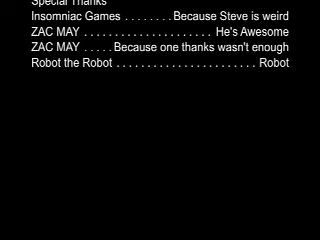 Special Thanks
Insomniac Games . . . . . . . . Because Steve is weird
ZAC MAY . . . . . . . . . . . . . . . . . . . . . He's Awesome
ZAC MAY . . . . . Because one thanks wasn't enough
Robot the Robot . . . . . . . . . . . . . . . . . . . . . . . Robot